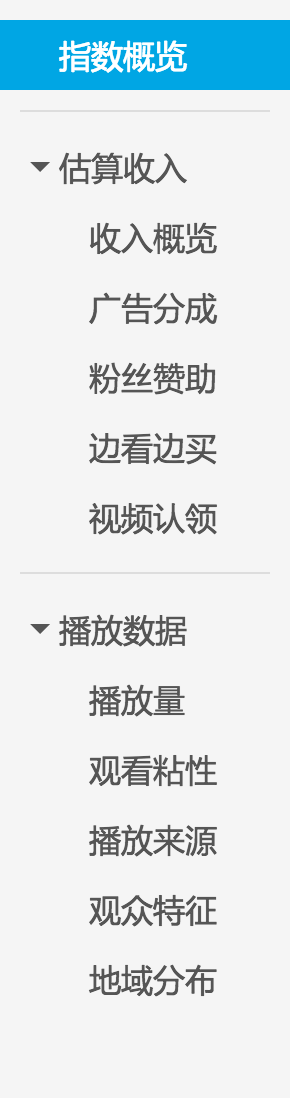 指数概览
估算收入
收入概览
广告分成
粉丝赞助
边看边买
视频认领
播放数据
播放量
观看粘性
播放来源
观众特征
地域分布